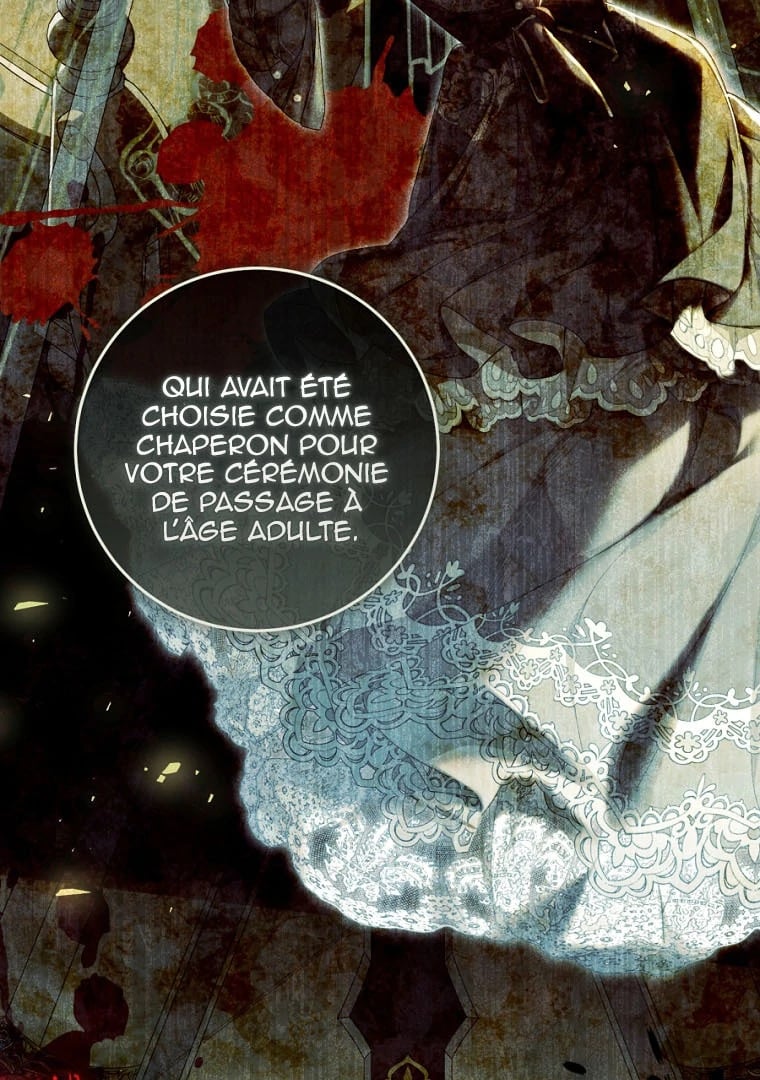 QUI AVAIT ÉTÉ
CHOISIE COMME
CHAPERON POUR
VOTRE CÉRÉMONIE
DE PASSAGE À
L'ÂGE ADULTE.